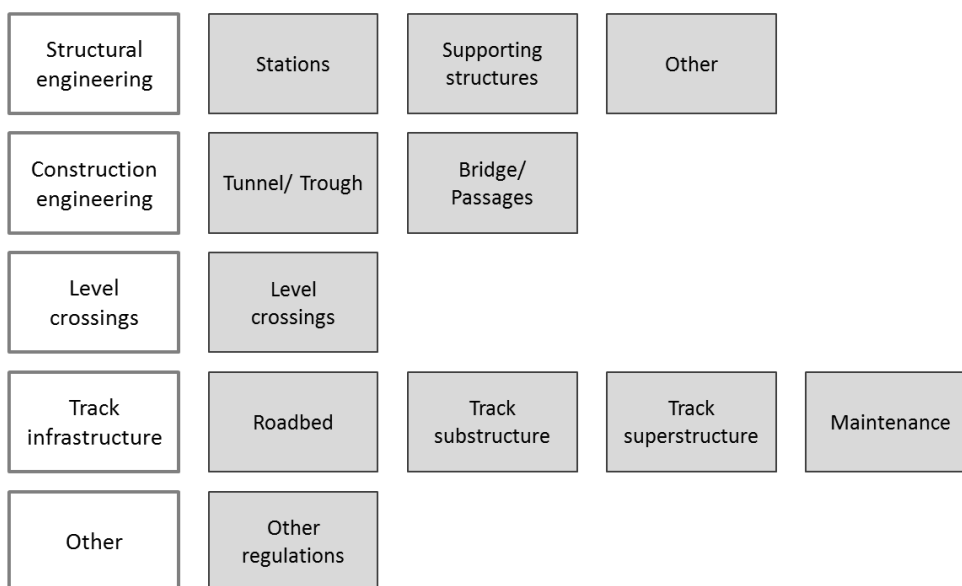 Structural
engineering
Stations
Supporting
structures
Other
Construction
engineering
Tunnel/ Trough
Bridge/
Passages
Level
crossings
Level
crossings
Track
infrastructure
Roadbed
Track
substructure
Track
superstructure
Maintenance
Other
Other
regulations